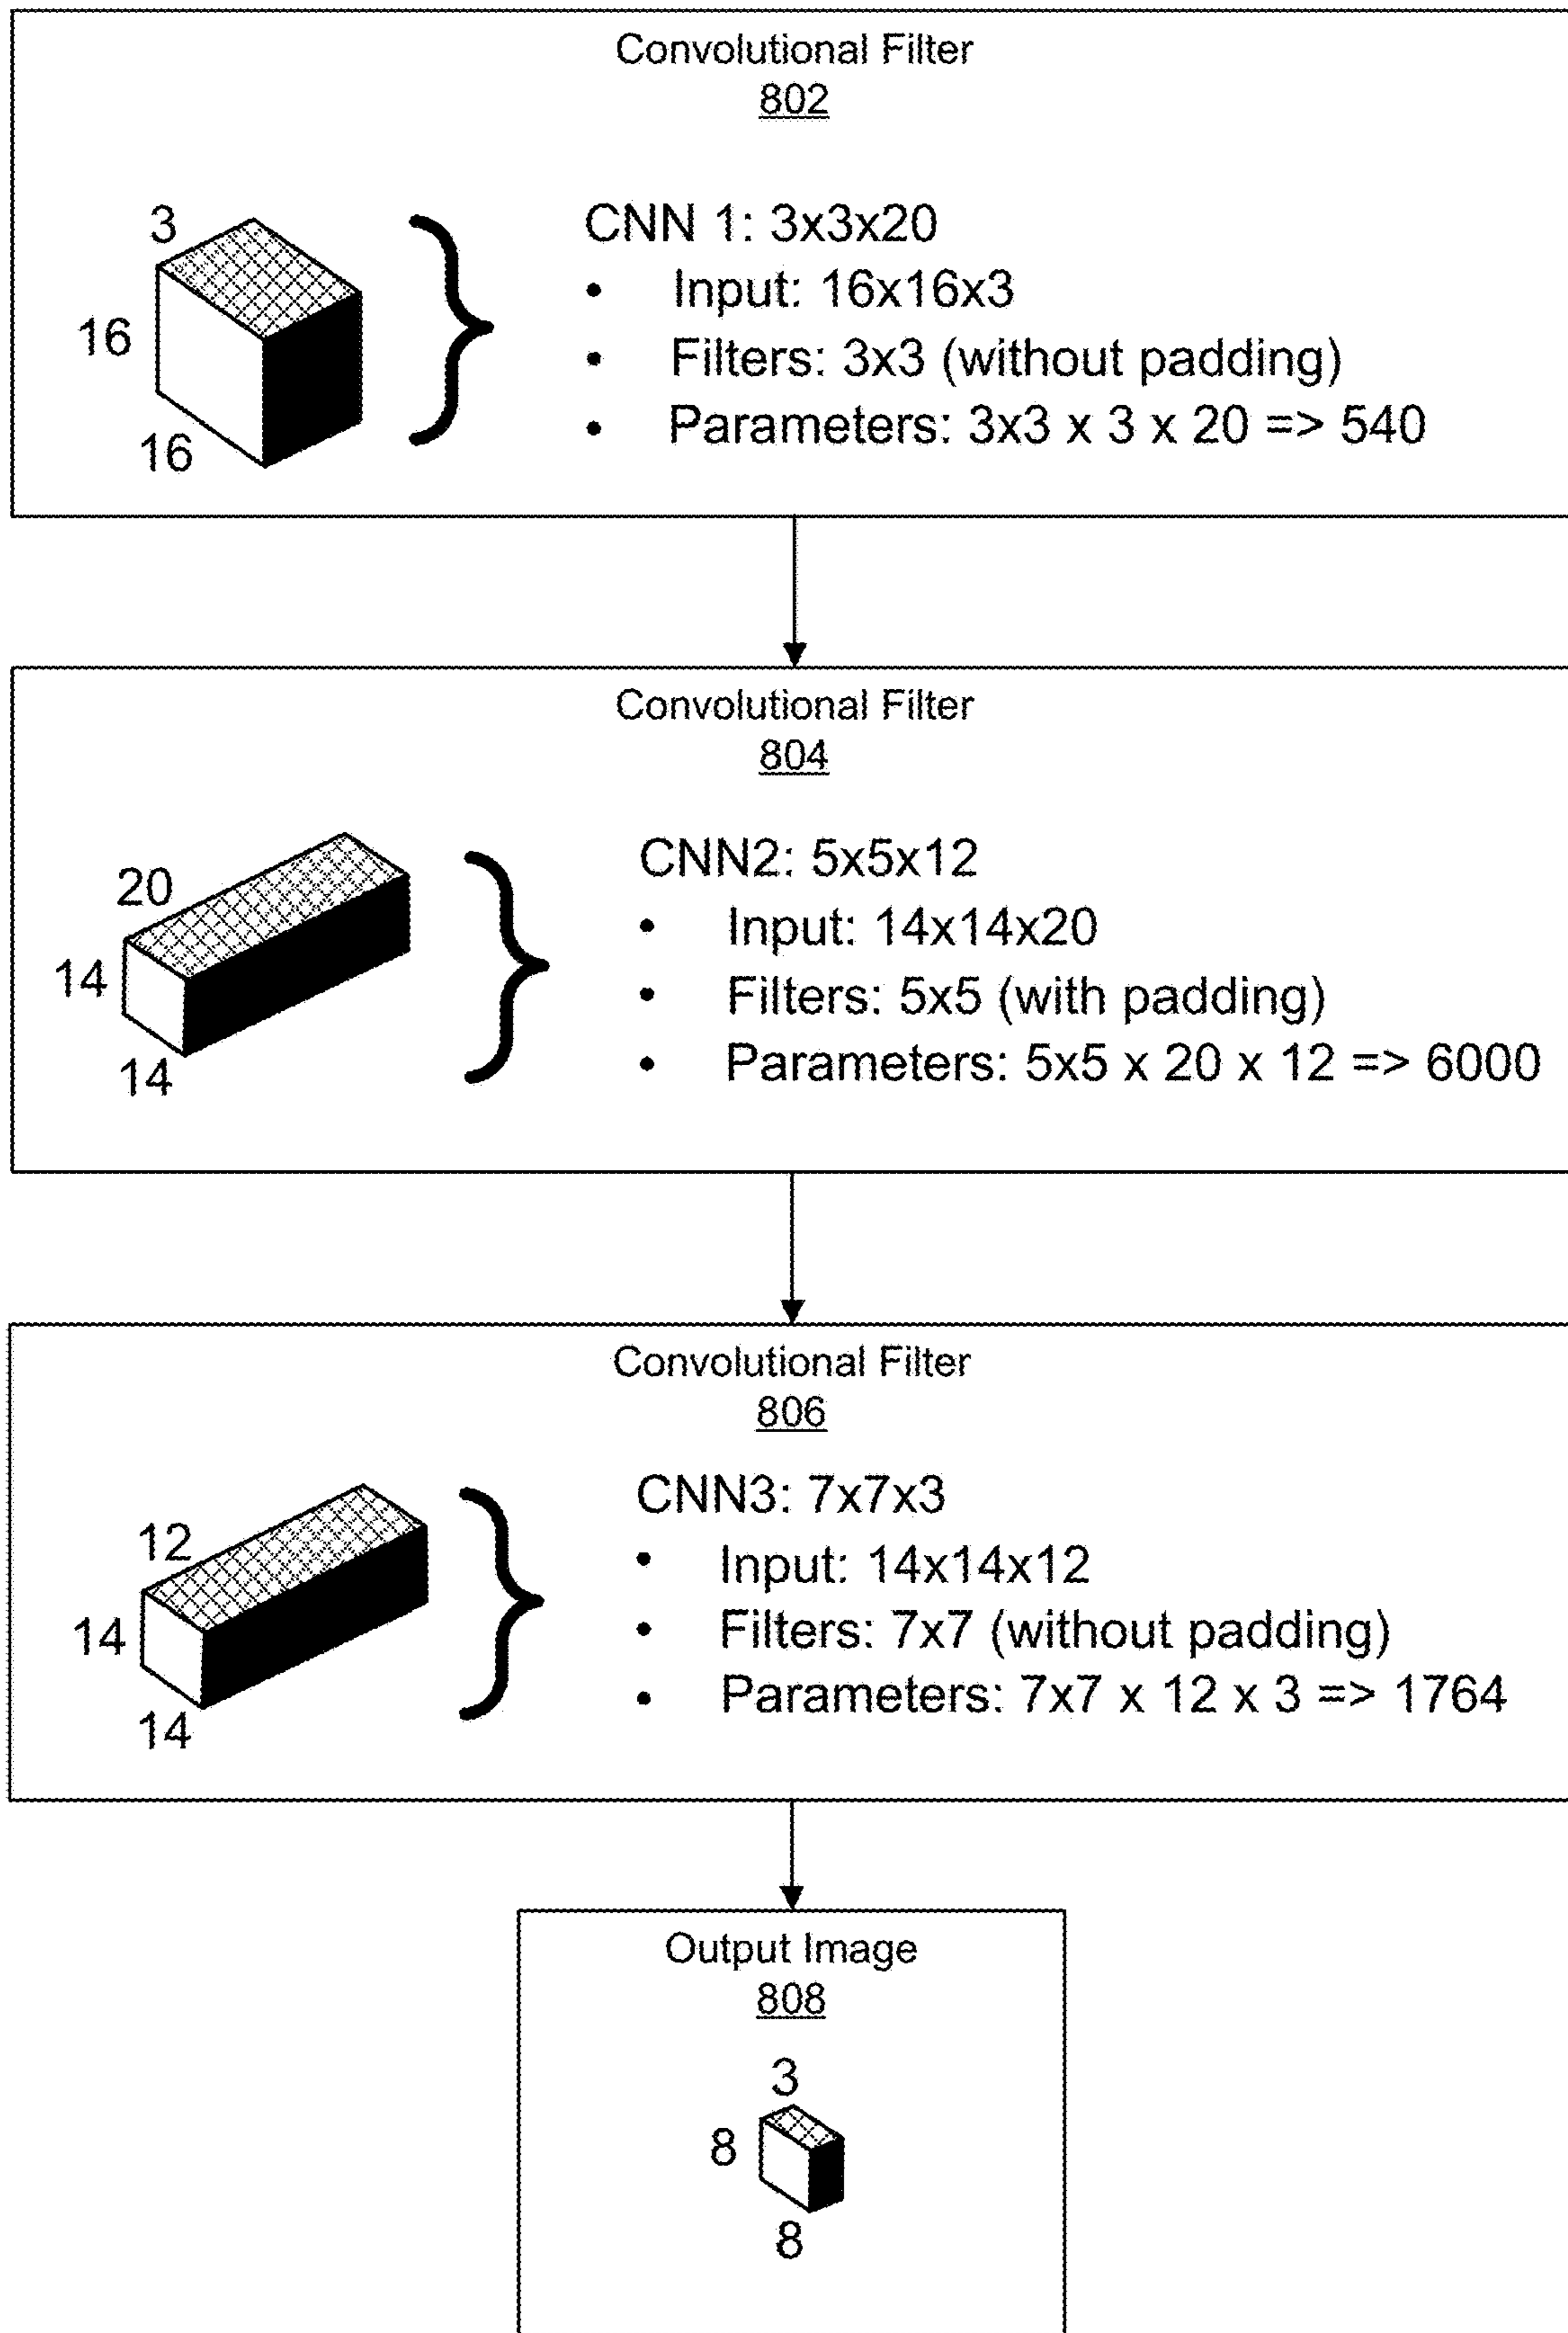 Convolutional Filter
802
3
16
16
CNN 1: 3x3x20
• Input: 16x16x3
• Filters: 3x3 (without padding)
• Parameters: 3x3 x 3 x 20 => 540
Convolutional Filter
804
20
14
14
CNN2: 5x5x12
• Input: 14x14x20
• Filters: 5x5 (with padding)
• Parameters: 5x5 x 20 x 12 => 6000
Convolutional Filter
806
12
14
14
CNN3: 7x7x3
• Input: 14x14x12
• Filters: 7x7 (without padding)
• Parameters: 7x7 x 12 x 3 => 1764
Output Image
808
3
8
8